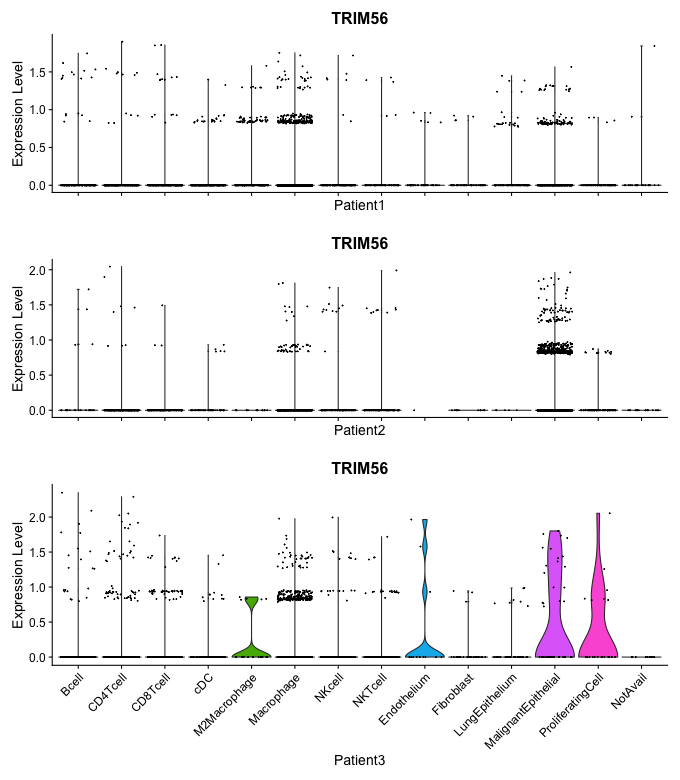 TRIM56
Expression Level
1.5
1.0
0.5
0.0
Patient1
TRIM56
Expression Level
2.0
1.5
1.0
0.5
0.0
Patient2
TRIM56
Expression Level
2.0
1.5
1.0
0.5
0.0
Bcell
CD4Tcell
CD8Tcell
cDC
M2Macrophage
Macrophage
NKcell
NKTcell
Endothelium
Fibroblast
LungEpithelium
MalignantEpithelial
ProliferatingCell
NotAvail
Patient3